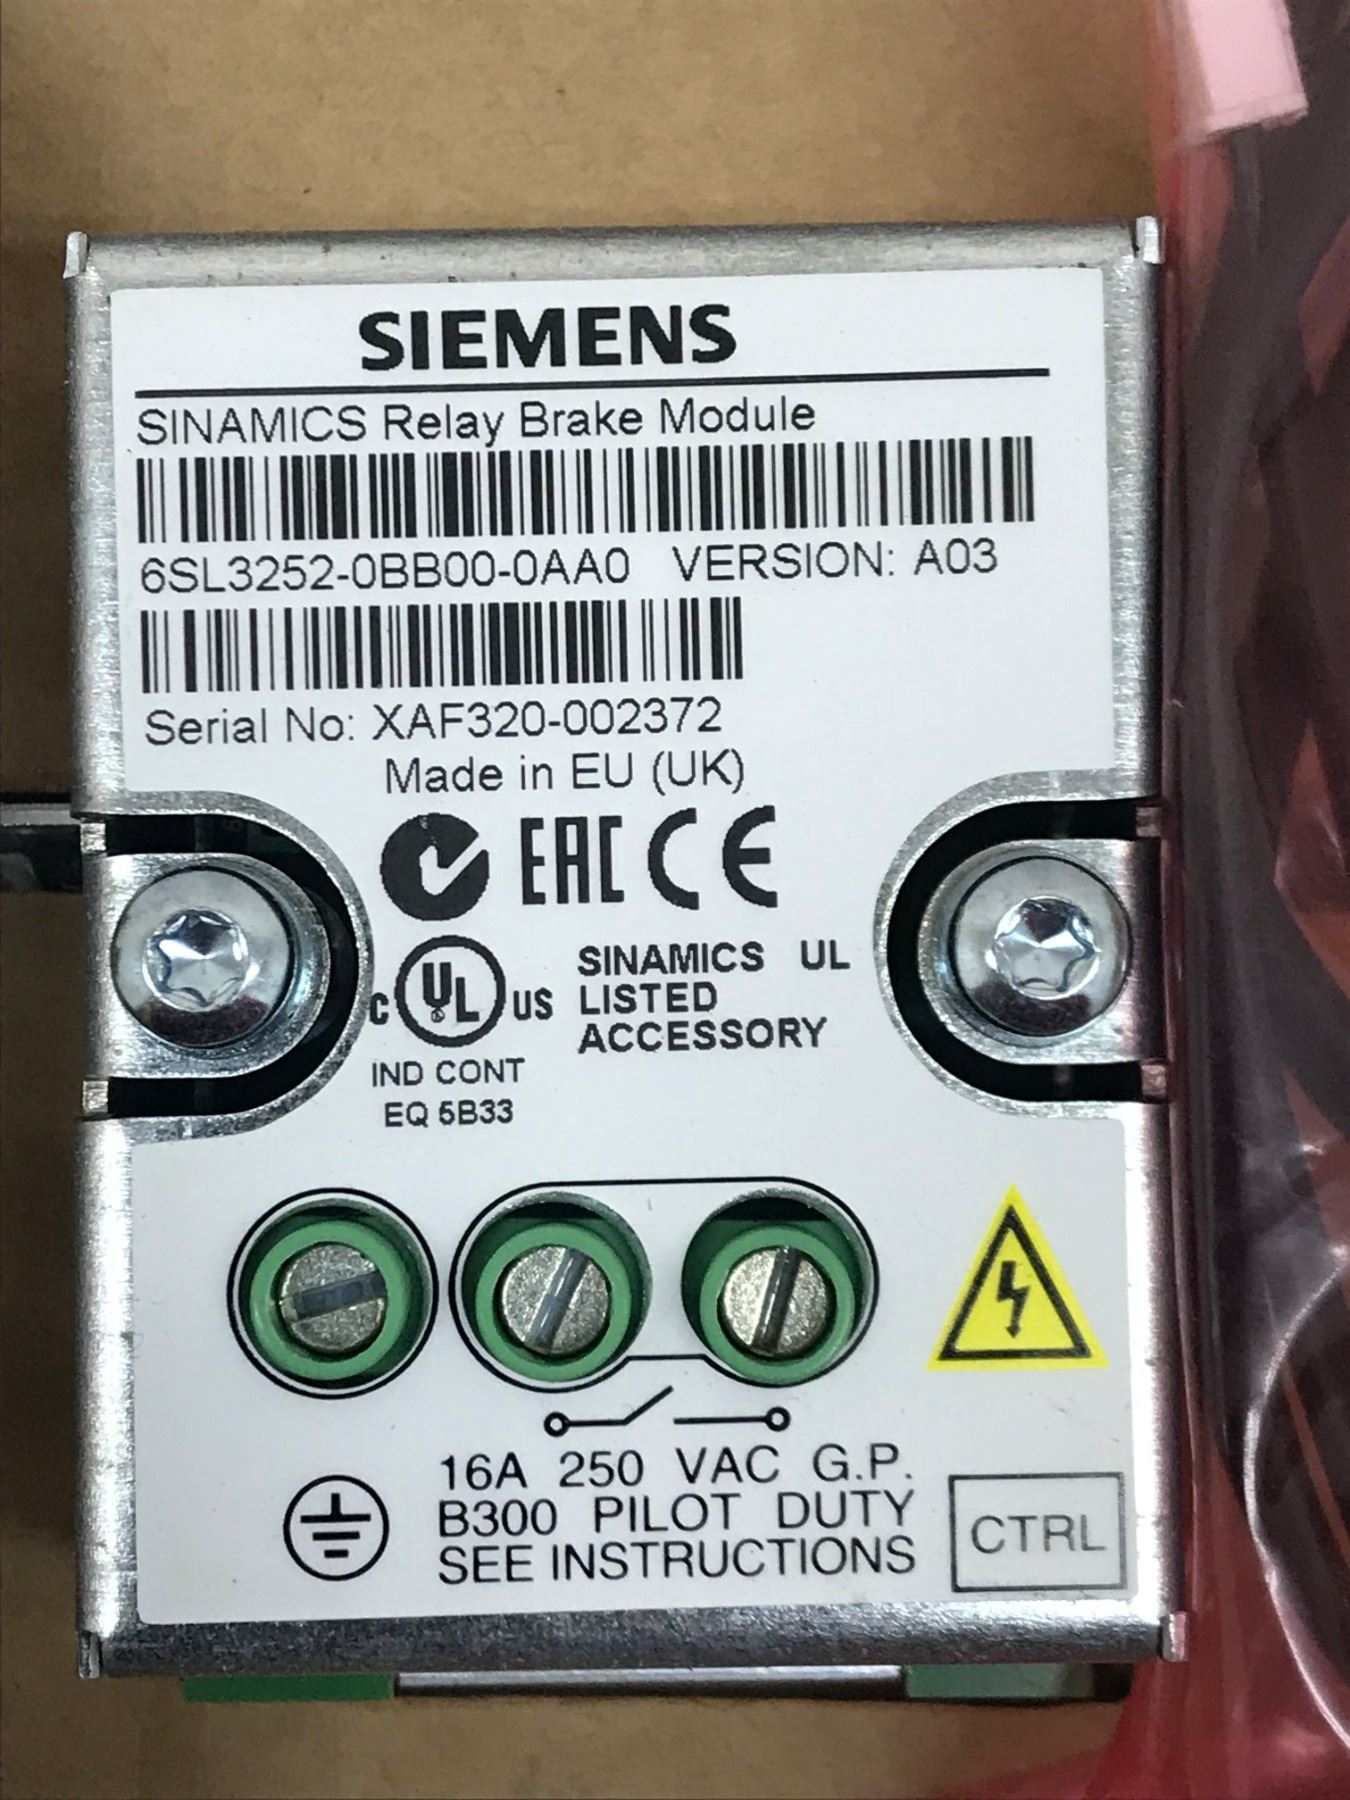 SIEMENS
SINAMICS Relay Brake Module
6SL3252-0BB00-0AA0 VERSION: A03
Serial No: XAF320-002372
Made in EU (UK)
EAC CE
C UL US
SINAMICS UL
LISTED
ACCESSORY
IND CONT
EQ 5B33
16A 250 VAC G.P.
B300 PILOT DUTY
SEE INSTRUCTIONS
CTRL